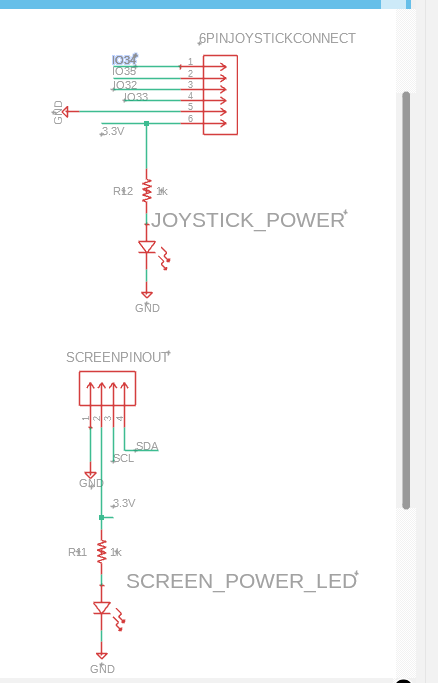 6PINJOYSTICKCONNECT
IO34
1
IO35
2
IO32
3
IO33
4
GND
5
6
3.3V
R12 1k
JOYSTICK_POWER
GND
SCREENPINOUT
1 2 3 4
SDA
SCL
GND
3.3V
R11 1k
SCREEN_POWER_LED
GND